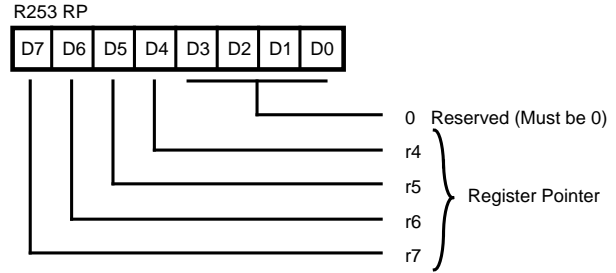 R253 RP
D7 D6 D5 D4 D3 D2 D1 D0
0 Reserved (Must be 0)
r4
r5
Register Pointer
r6
r7